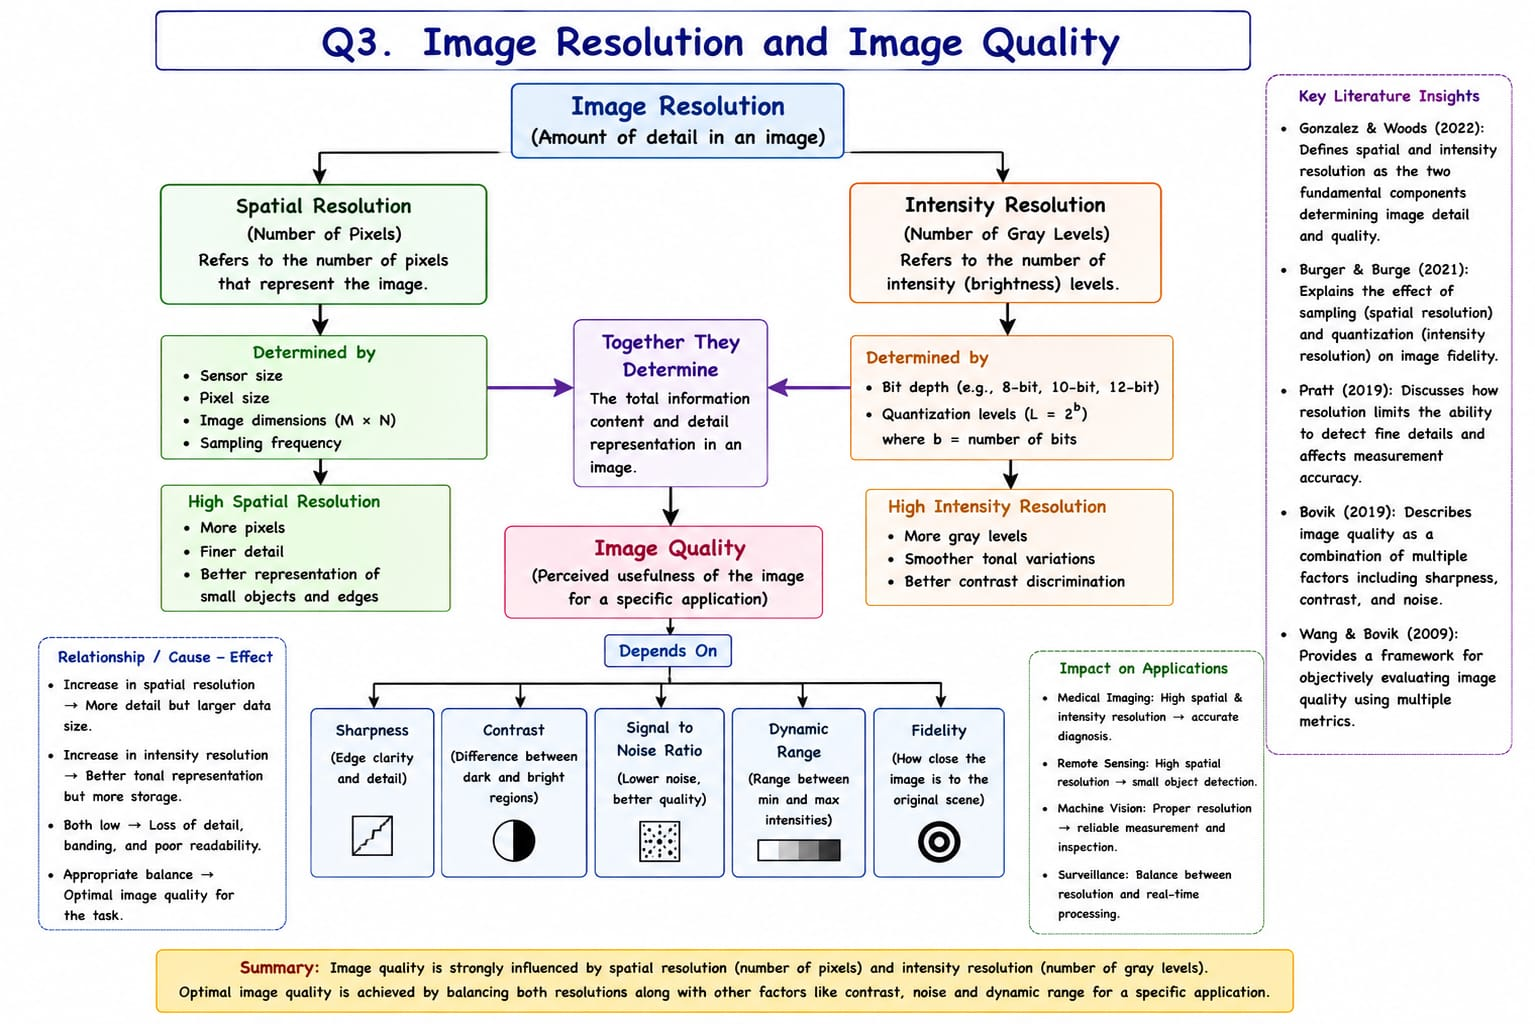 Q3. Image Resolution and Image Quality
Image Resolution
(Amount of detail in an image)
Spatial Resolution
(Number of Pixels)
Refers to the number of pixels
that represent the image.
Intensity Resolution
(Number of Gray Levels)
Refers to the number of
intensity (brightness) levels.
Determined by
• Sensor size
• Pixel size
• Image dimensions (M × N)
• Sampling frequency
Together They
Determine
The total information
content and detail
representation in an
image.
Determined by
• Bit depth (e.g., 8-bit, 10-bit, 12-bit)
• Quantization levels (L = 2^b)
where b = number of bits
High Spatial Resolution
• More pixels
• Finer detail
• Better representation of
small objects and edges
Image Quality
(Perceived usefulness of the image
for a specific application)
High Intensity Resolution
• More gray levels
• Smoother tonal variations
• Better contrast discrimination
Depends On
Sharpness
(Edge clarity
and detail)
Contrast
(Difference between
dark and bright
regions)
Signal to
Noise Ratio
(Lower noise,
better quality)
Dynamic
Range
(Range between
min and max
intensities)
Fidelity
(How close the
image is to the
original scene)
Relationship / Cause – Effect
• Increase in spatial resolution
→ More detail but larger data
size.
• Increase in intensity resolution
→ Better tonal representation
but more storage.
• Both low → Loss of detail,
banding, and poor readability.
• Appropriate balance →
Optimal image quality for
the task.
Impact on Applications
• Medical Imaging: High spatial &
intensity resolution → accurate
diagnosis.
• Remote Sensing: High spatial
resolution → small object detection.
• Machine Vision: Proper resolution
→ reliable measurement and
inspection.
• Surveillance: Balance between
resolution and real-time
processing.
Key Literature Insights
• Gonzalez & Woods (2022):
Defines spatial and intensity
resolution as the two
fundamental components
determining image detail
and quality.
• Burger & Burge (2021):
Explains the effect of
sampling (spatial resolution)
and quantization (intensity
resolution) on image fidelity.
• Pratt (2019): Discusses how
resolution limits the ability
to detect fine details and
affects measurement
accuracy.
• Bovik (2019): Describes
image quality as a
combination of multiple
factors including sharpness,
contrast, and noise.
• Wang & Bovik (2009):
Provides a framework for
objectively evaluating image
quality using multiple
metrics.
Summary: Image quality is strongly influenced by spatial resolution (number of pixels) and intensity resolution (number of gray levels).
Optimal image quality is achieved by balancing both resolutions along with other factors like contrast, noise and dynamic range for a specific application.